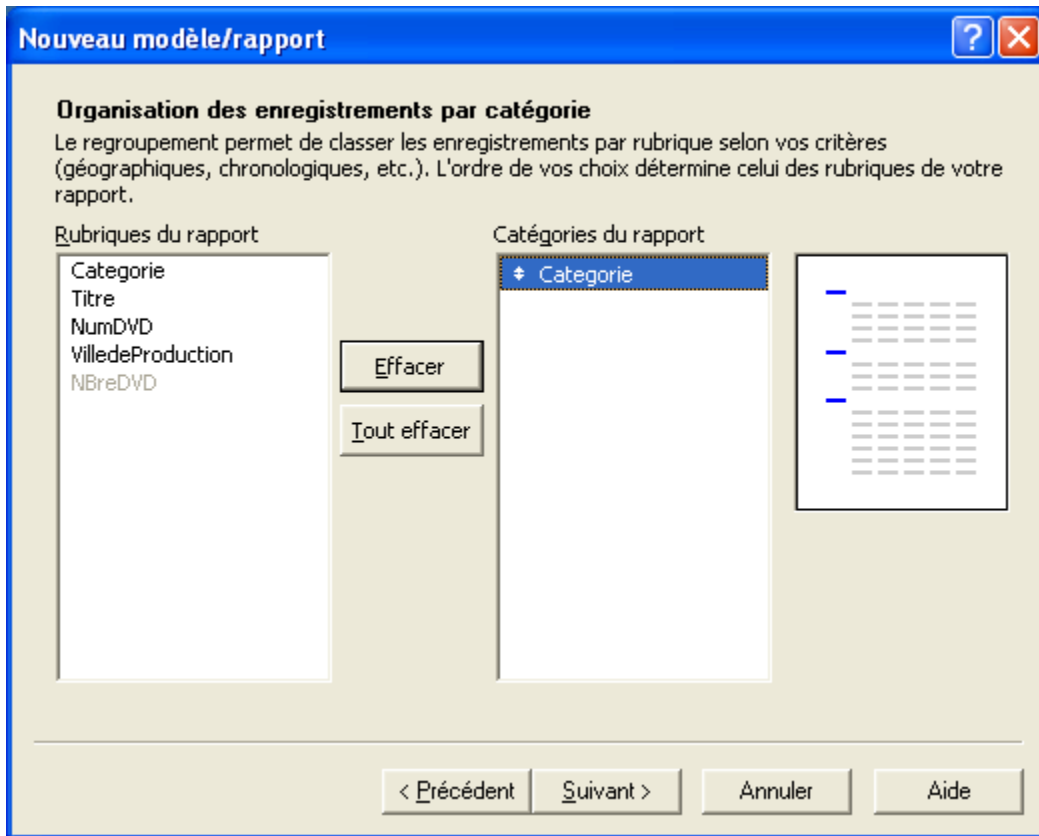 Nouveau modèle/rapport
Organisation des enregistrements par catégorie
Le regroupement permet de classer les enregistrements par rubrique selon vos critères
(géographiques, chronologiques, etc.). L'ordre de vos choix détermine celui des rubriques de votre
rapport.
Rubriques du rapport
Catégories du rapport
Categorie
Titre
NumDVD
VilledeProduction
NBreDVD
Effacer
Tout effacer
Categorie
< Précédent
Suivant >
Annuler
Aide